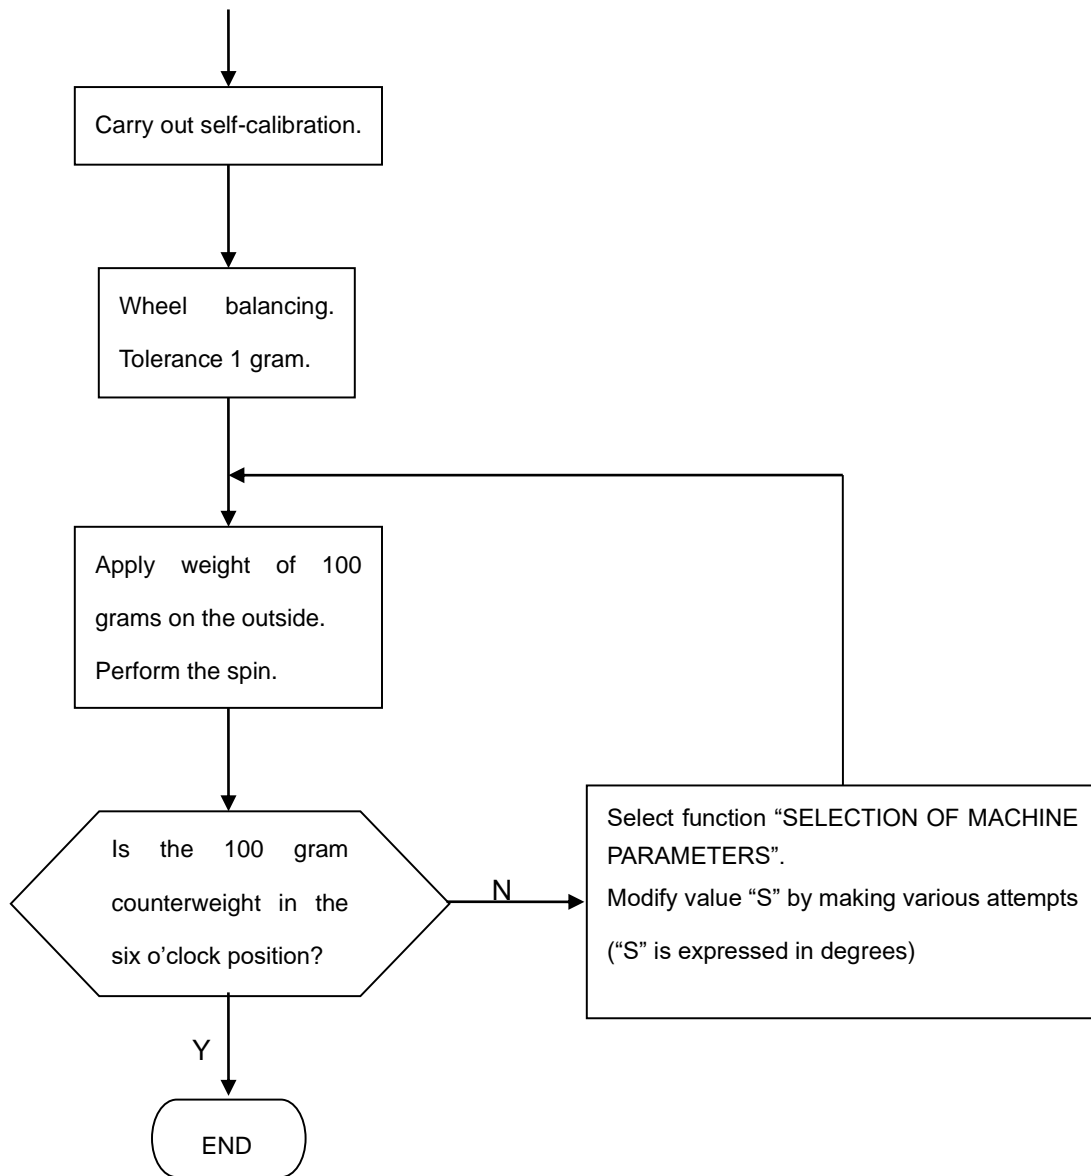 Carry out self-calibration.
Wheel balancing.
Tolerance 1 gram.
Apply weight of 100
grams on the outside.
Perform the spin.
Is the 100 gram
counterweight in the
six o’clock position?
N
Select function “SELECTION OF MACHINE
PARAMETERS”.
Modify value “S” by making various attempts
(“S” is expressed in degrees)
Y
END